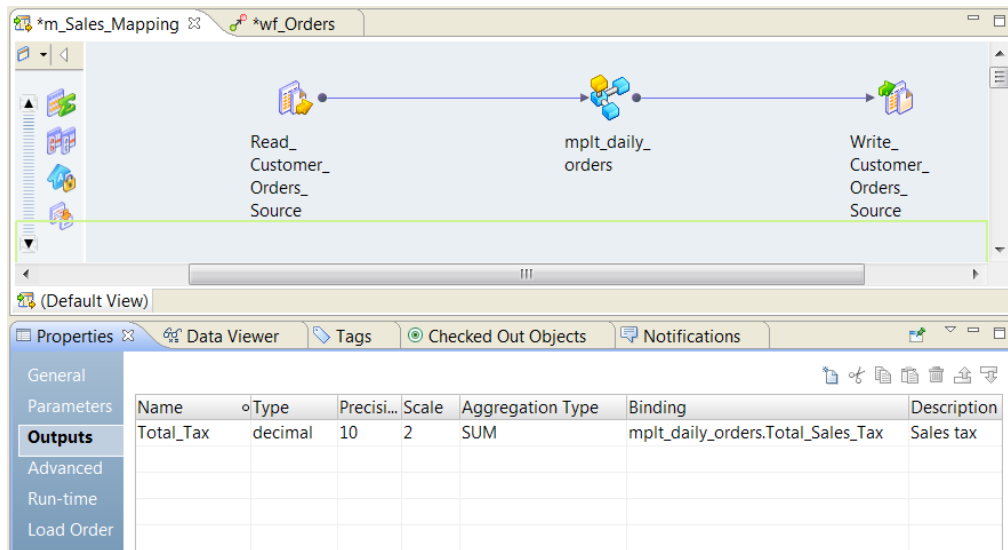 *m_Sales_Mapping
*wf_Orders
Read_
Customer_
Orders_
Source
mplt_daily_
orders
Write_
Customer_
Orders_
Source
(Default View)
Properties Data Viewer Tags Checked Out Objects Notifications
General
Parameters
Outputs
Advanced
Run-time
Load Order
Name Type Precisi... Scale Aggregation Type Binding Description
Total_Tax decimal 10 2 SUM mplt_daily_orders.Total_Sales_Tax Sales tax